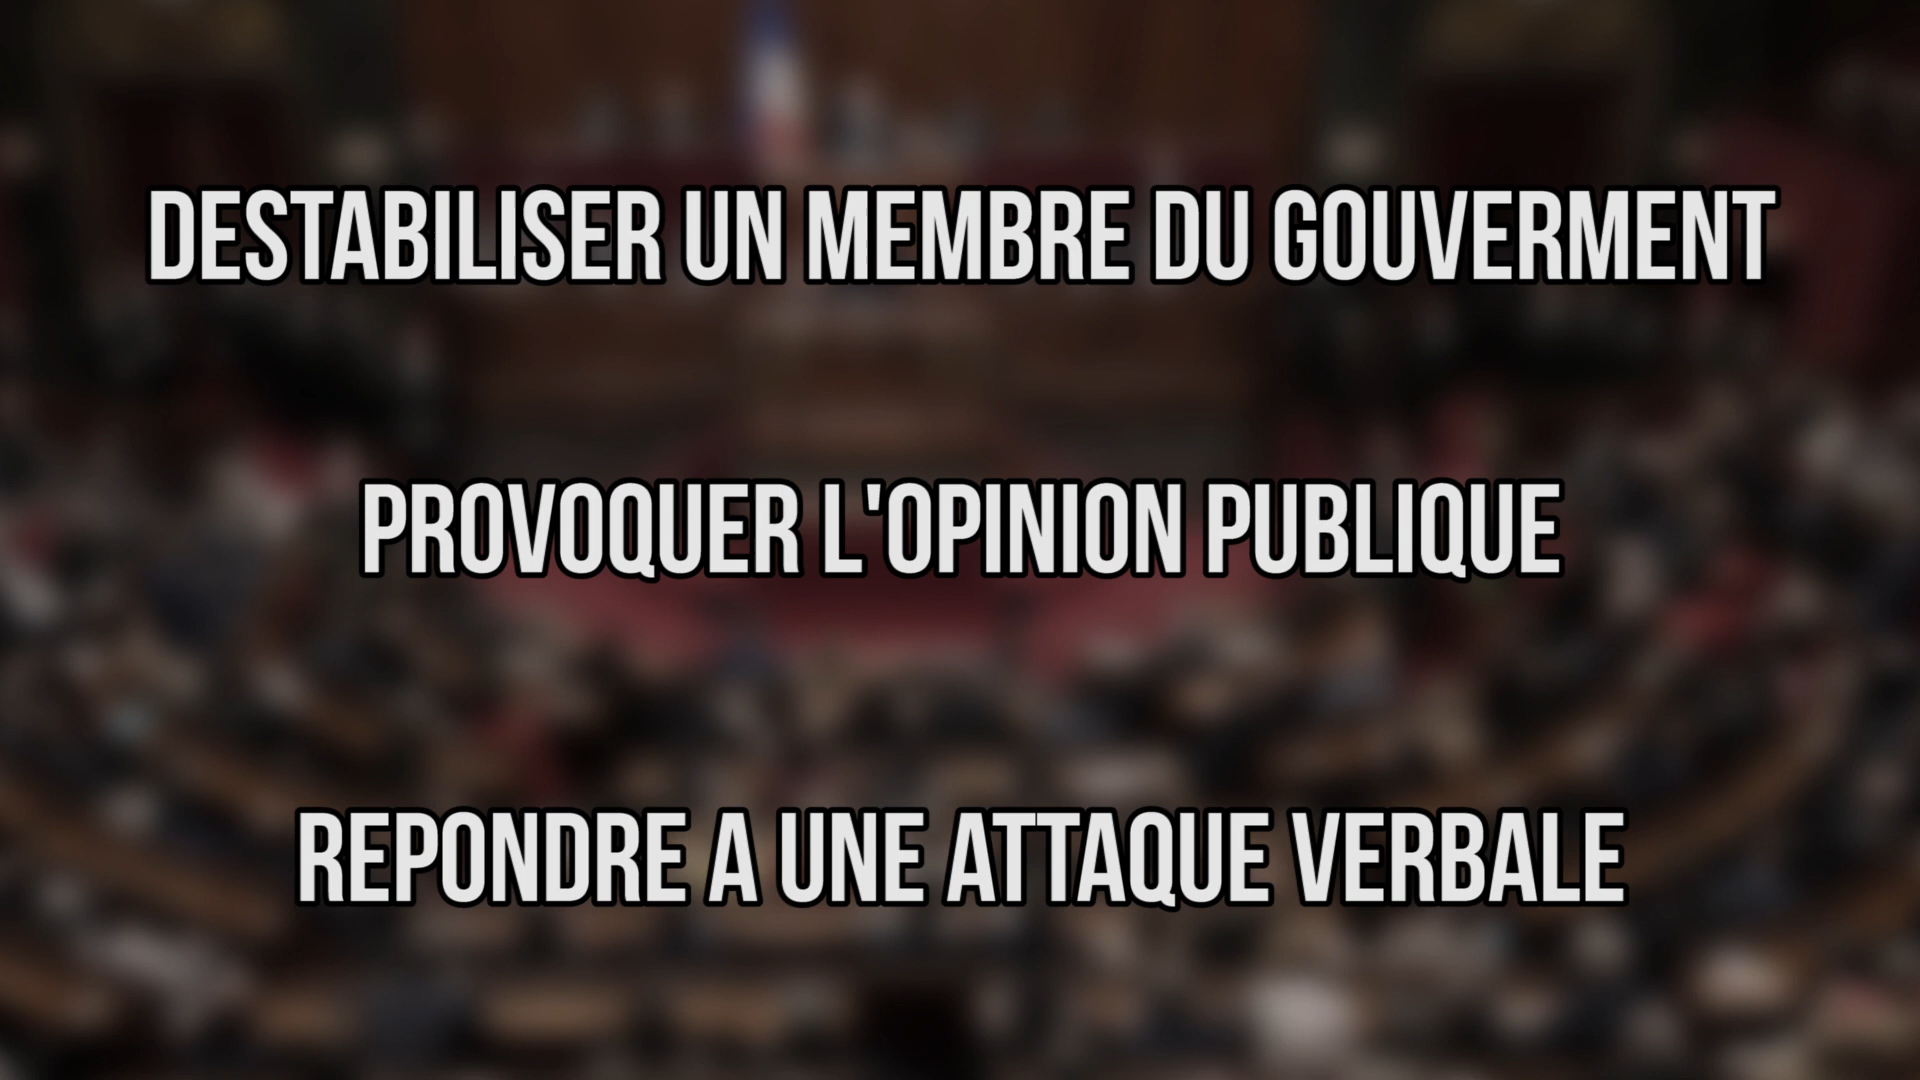 DESTABILISER UN MEMBRE DU GOUVERMENT
PROVOQUER L'OPINION PUBLIQUE
REPONDRE A UNE ATTAQUE VERBALE